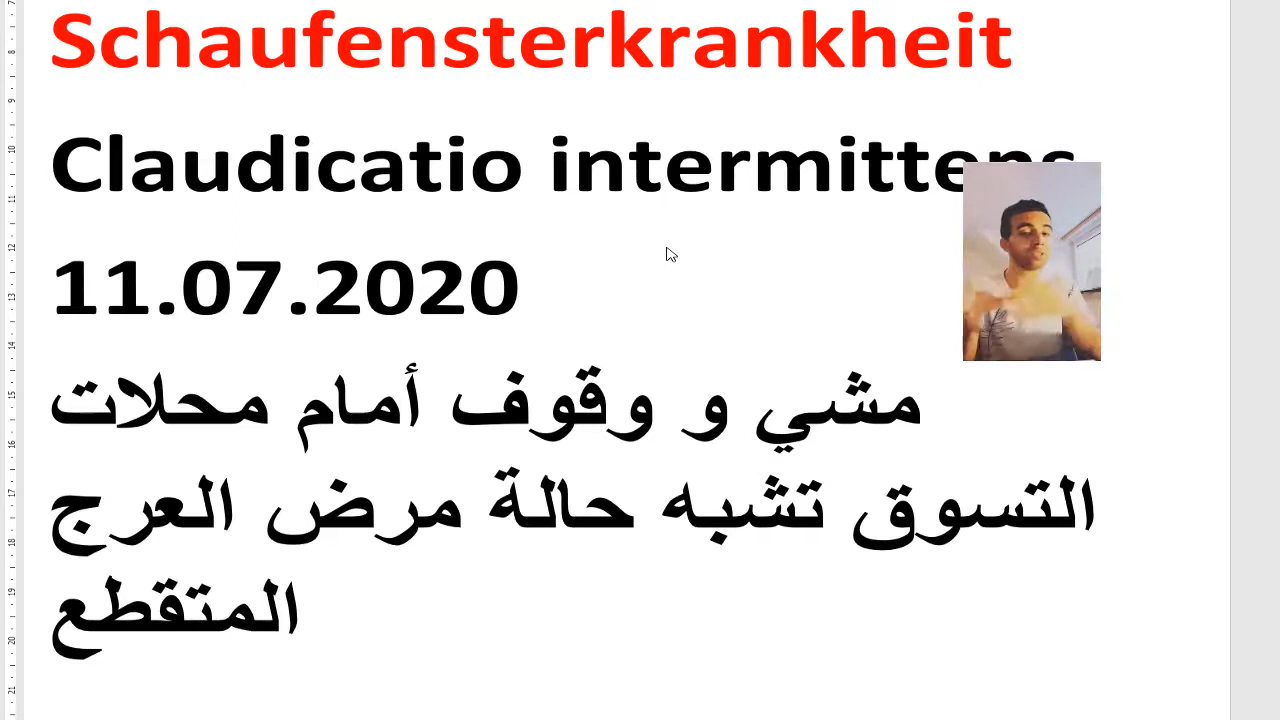 Schaufensterkrankheit
Claudicatio intermittens
11.07.2020
مشي و وقوف أمام محلات
التسوق تشبه حالة مرض العرج
المتقطع